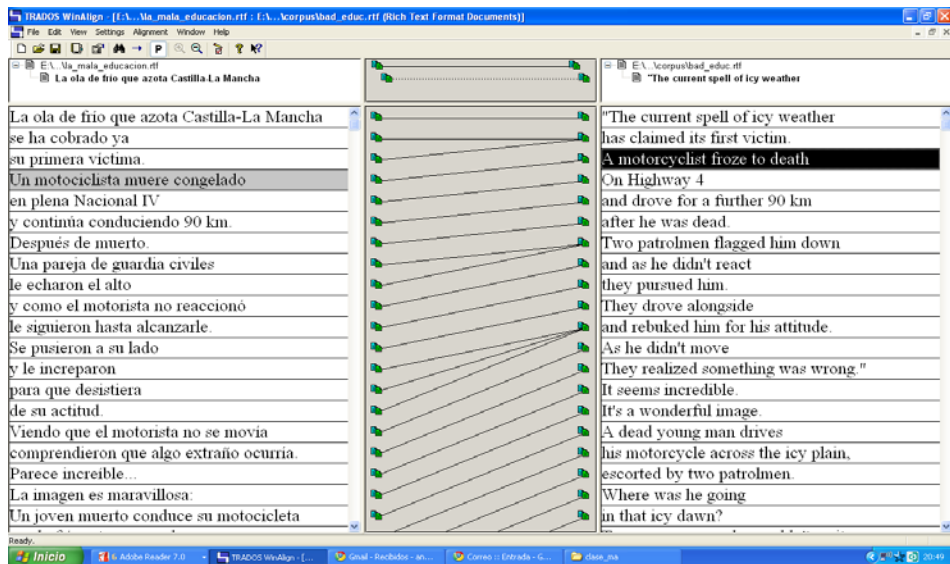 TRADOS WinAlign - [E:\...\la_mala_educacion.rtf : E:\...\corpus\bad_educ.rtf (Rich Text Format Documents)]
File Edit View Settings Alignment Window Help
P
E:\...\la_mala_educacion.rtf
La ola de frío que azota Castilla-La Mancha
E:\...\corpus\bad_educ.rtf
"The current spell of icy weather
La ola de frío que azota Castilla-La Mancha
se ha cobrado ya
su primera víctima.
Un motociclista muere congelado
en plena Nacional IV
y continúa conduciendo 90 km.
Después de muerto.
Una pareja de guardia civiles
le echaron el alto
y como el motorista no reaccionó
le siguieron hasta alcanzarle.
Se pusieron a su lado
y le increparon
para que desistiera
de su actitud.
Viendo que el motorista no se movía
comprendieron que algo extraño ocurría.
Parece increíble...
La imagen es maravillosa:
Un joven muerto conduce su motocicleta
"The current spell of icy weather
has claimed its first victim.
A motorcyclist froze to death
On Highway 4
and drove for a further 90 km
after he was dead.
Two patrolmen flagged him down
and as he didn't react
they pursued him.
They drove alongside
and rebuked him for his attitude.
As he didn't move
They realized something was wrong."
It seems incredible.
It's a wonderful image.
A dead young man drives
his motorcycle across the icy plain,
escorted by two patrolmen.
Where was he going
in that icy dawn?
Ready.
Inicio
6 Adobe Reader 7.0
TRADOS WinAlign - [...
Gmail - Recibidos - an...
Correo :: Entrada - G...
clase_ma
20:49